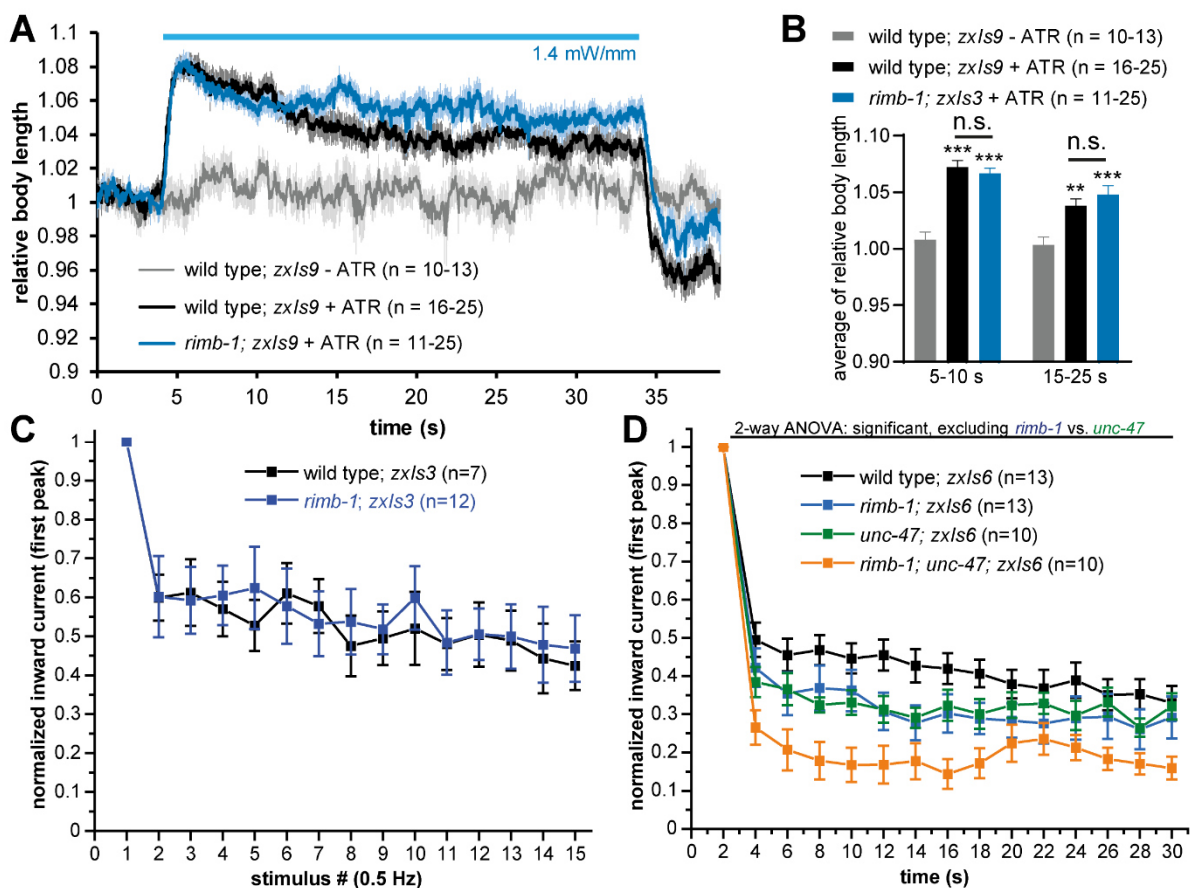 A
1.1
1.08
1.06
1.04
1.02
1
0.98
0.96
0.94
0.92
0.9
relative body length
1.4 mW/mm
wild type; zxIs9 - ATR (n = 10-13)
wild type; zxIs9 + ATR (n = 16-25)
rimb-1; zxIs9 + ATR (n = 11-25)
0 5 10 15 20 25 30 35
time (s)
B
wild type; zxIs9 - ATR (n = 10-13)
wild type; zxIs9 + ATR (n = 16-25)
rimb-1; zxIs3 + ATR (n = 11-25)
average of relative body length
1.10
1.05
1.00
0.95
0.90
n.s.
*** ***
n.s.
** ***
5-10 s 15-25 s
C
normalized inward current (first peak)
1
0.9
0.8
0.7
0.6
0.5
0.4
0.3
0.2
0.1
0
wild type; zxIs3 (n=7)
rimb-1; zxIs3 (n=12)
0 1 2 3 4 5 6 7 8 9 10 11 12 13 14 15
stimulus # (0.5 Hz)
D
2-way ANOVA: significant, excluding rimb-1 vs. unc-47
normalized inward current (first peak)
1
0.9
0.8
0.7
0.6
0.5
0.4
0.3
0.2
0.1
0
wild type; zxIs6 (n=13)
rimb-1; zxIs6 (n=13)
unc-47; zxIs6 (n=10)
rimb-1; unc-47; zxIs6 (n=10)
0 2 4 6 8 10 12 14 16 18 20 22 24 26 28 30
time (s)